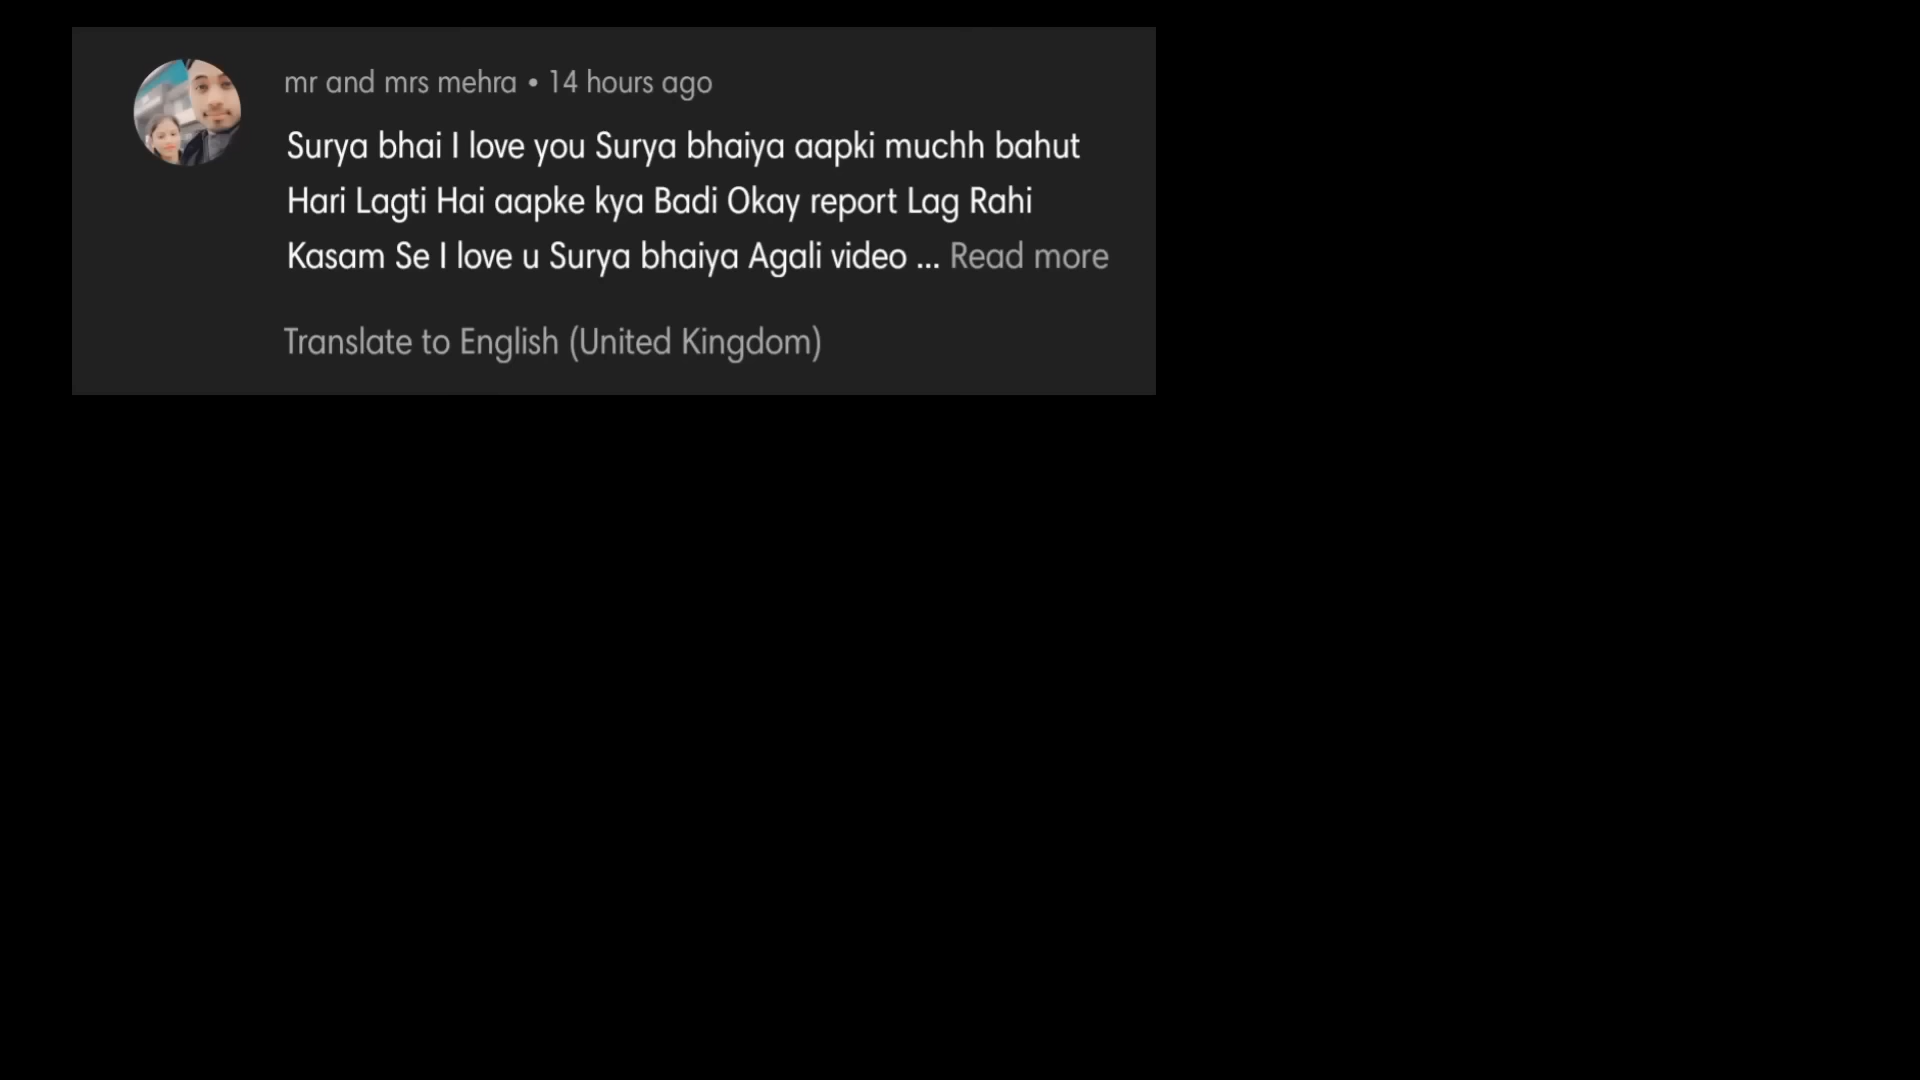 mr and mrs mehra • 14 hours ago
Surya bhai I love you Surya bhaiya aapki muchh bahut
Hari Lagti Hai aapke kya Badi Okay report Lag Rahi
Kasam Se I love u Surya bhaiya Agali video ... Read more
Translate to English (United Kingdom)